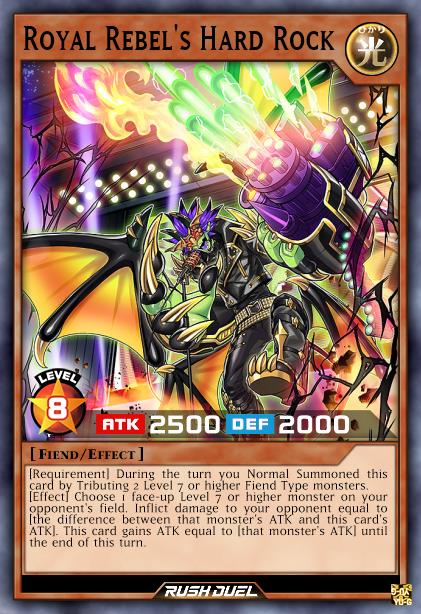 Royal Rebel's Hard Rock
ひかり
光
LEVEL
8
ATK 2500 DEF 2000
[Fiend/Effect]
[Requirement] During the turn you Normal Summoned this
card by Tributing 2 Level 7 or higher Fiend Type monsters.
[Effect] Choose 1 face-up Level 7 or higher monster on your
opponent's field. Inflict damage to your opponent equal to
[the difference between that monster's ATK and this card's
ATK]. This card gains ATK equal to [that monster's ATK] until
the end of this turn.
RUSH DUEL